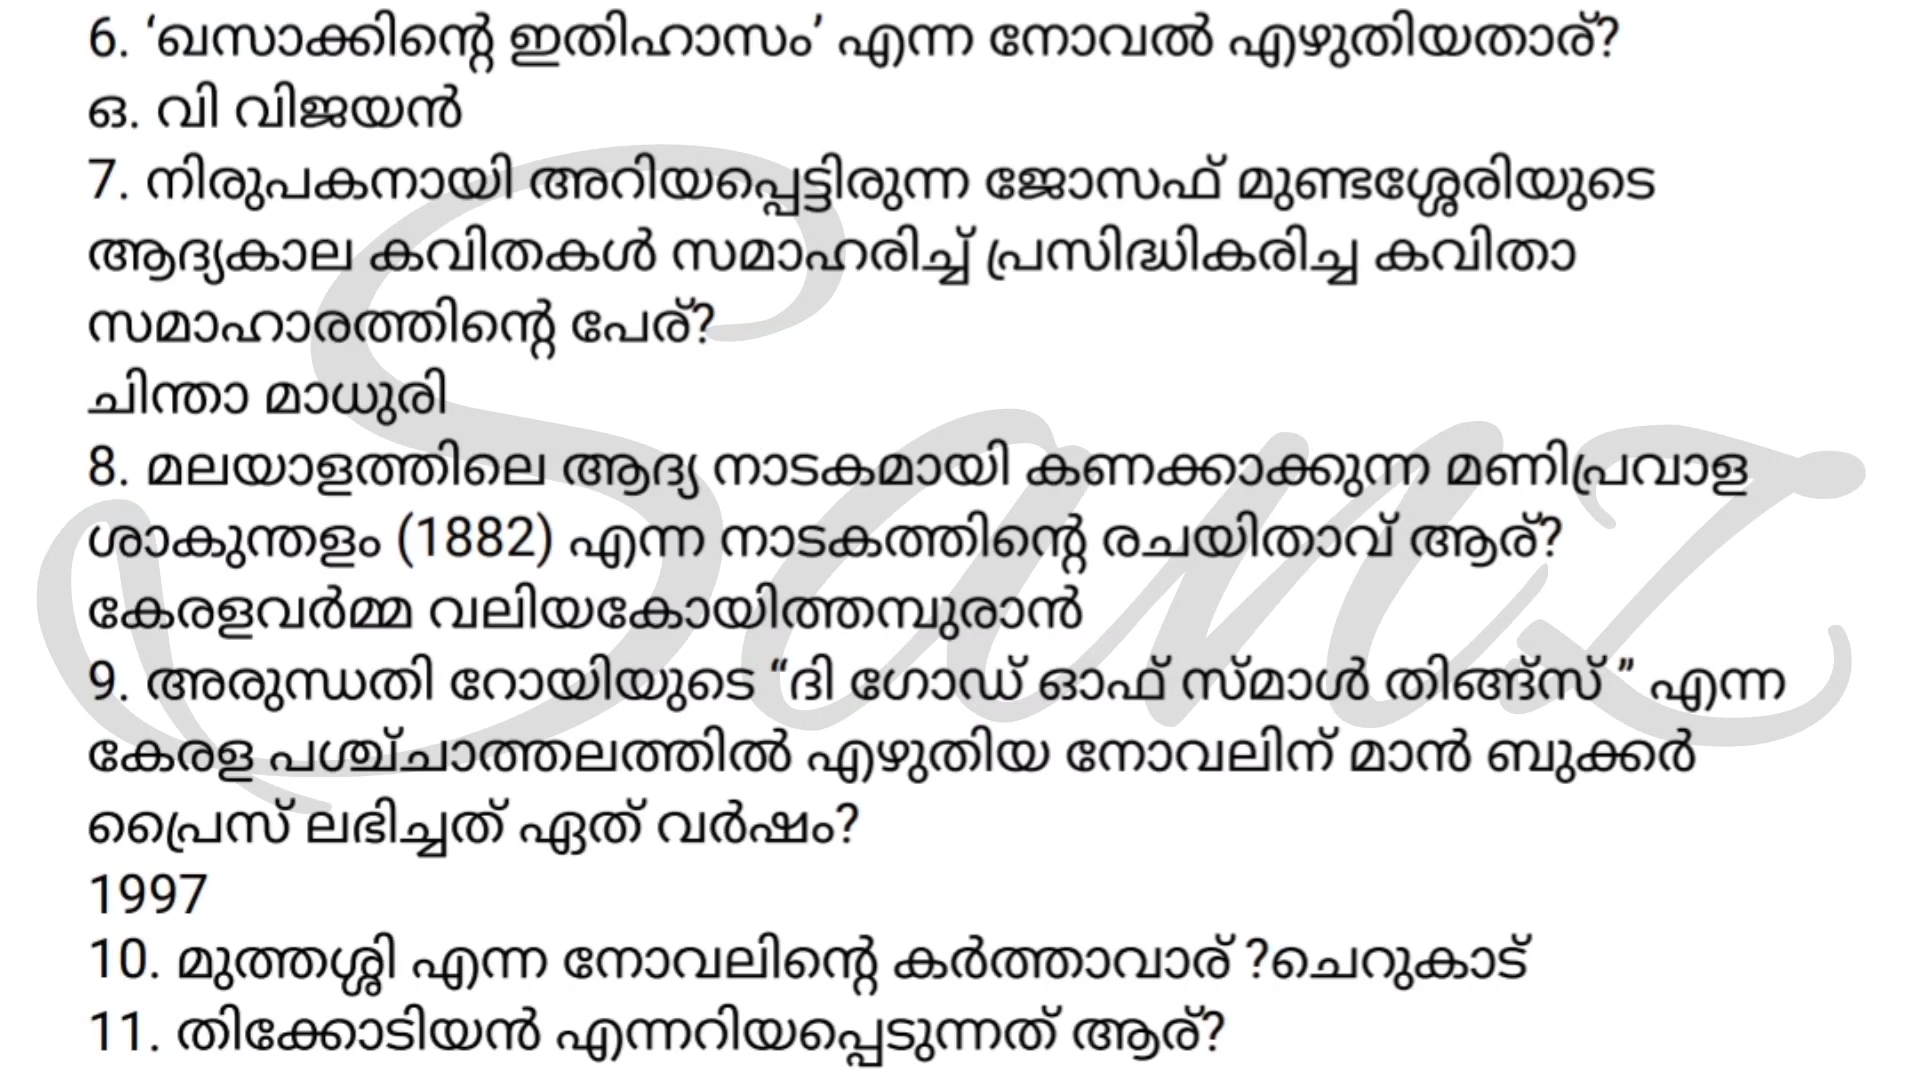 6. ‘ഖസാക്കിന്റെ ഇതിഹാസം’ എന്ന നോവൽ എഴുതിയതാര്?
ഒ. വി വിജയൻ
7. നിരുപകനായി അറിയപ്പെട്ടിരുന്ന ജോസഫ് മുണ്ടശ്ശേരിയുടെ
ആദ്യകാല കവിതകൾ സമാഹരിച്ച് പ്രസിദ്ധികരിച്ച കവിതാ
സമാഹാരത്തിന്റെ പേര്?
ചിന്താ മാധുരി
8. മലയാളത്തിലെ ആദ്യ നാടകമായി കണക്കാക്കുന്ന മണിപ്രവാള
ശാകുന്തളം (1882) എന്ന നാടകത്തിന്റെ രചയിതാവ് ആര്?
കേരളവർമ്മ വലിയകോയിത്തമ്പുരാൻ
9. അരുന്ധതി റോയിയുടെ “ദി ഗോഡ് ഓഫ് സ്മാൾ തിങ്ങ്സ് ” എന്ന
കേരള പശ്ച്ചാത്തലത്തിൽ എഴുതിയ നോവലിന് മാൻ ബുക്കർ
പ്രൈസ് ലഭിച്ചത് ഏത് വർഷം?
1997
10. മുത്തശ്ശി എന്ന നോവലിന്റെ കർത്താവാര് ?ചെറുകാട്
11. തിക്കോടിയൻ എന്നറിയപ്പെടുന്നത് ആര്?
Samz